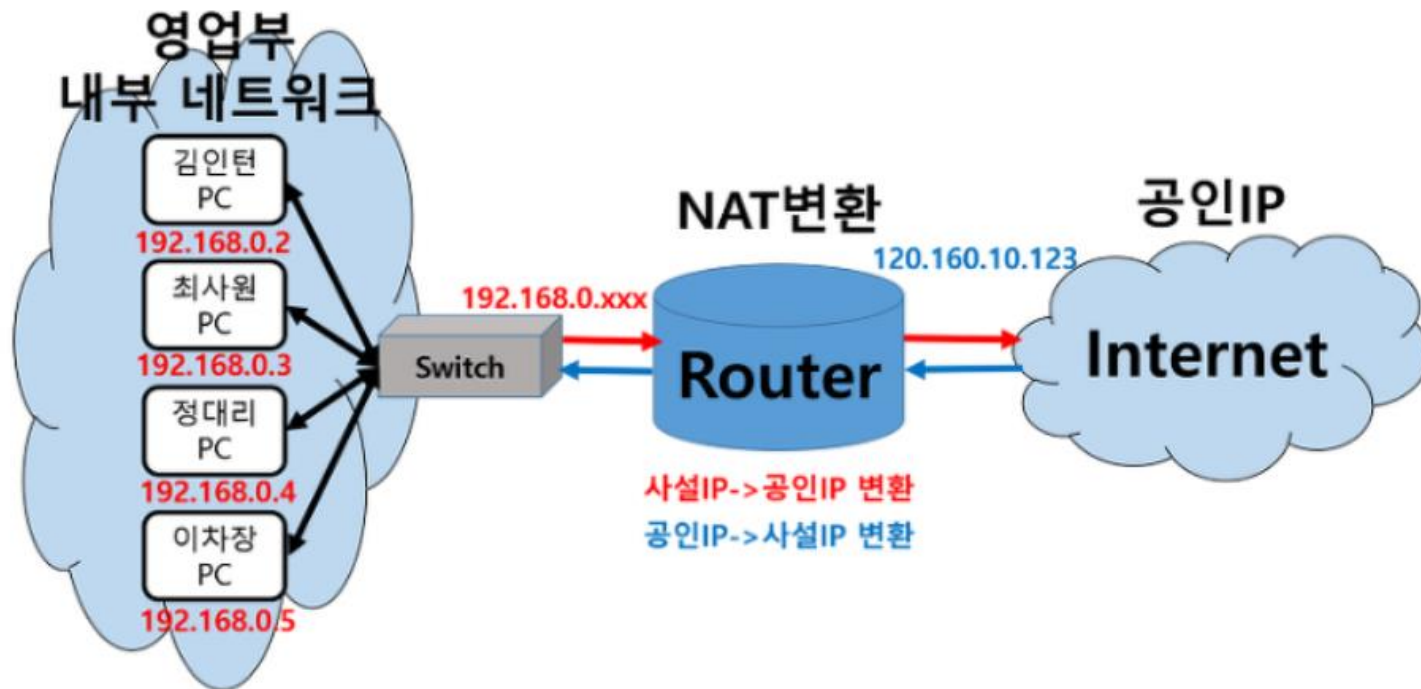 영업부
내부 네트워크
김인턴
PC
192.168.0.2
최사원
PC
192.168.0.3
정대리
PC
192.168.0.4
이차장
PC
192.168.0.5
Switch
192.168.0.xxx
NAT변환
Router
사설IP->공인IP 변환
공인IP->사설IP 변환
120.160.10.123
공인IP
Internet